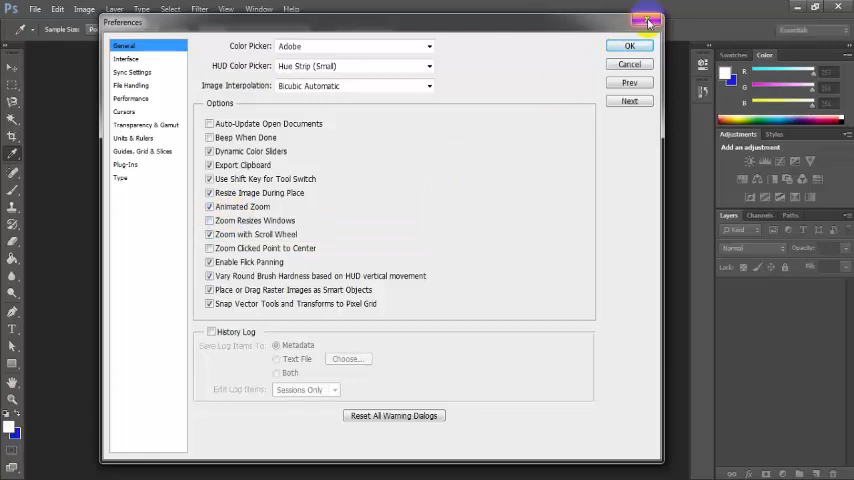 Ps File Edit Image Layer Type Select Filter View Window Help
Sample Size:
Essentials
Preferences
General
Interface
Sync Settings
File Handling
Performance
Cursors
Transparency & Gamut
Units & Rulers
Guides, Grid & Slices
Plug-Ins
Type
Color Picker: Adobe
HUD Color Picker: Hue Strip (Small)
Image Interpolation: Bicubic Automatic
Options
Auto-Update Open Documents
Beep When Done
Dynamic Color Sliders
Export Clipboard
Use Shift Key for Tool Switch
Resize Image During Place
Animated Zoom
Zoom Resizes Windows
Zoom with Scroll Wheel
Zoom Clicked Point to Center
Enable Flick Panning
Vary Round Brush Hardness based on HUD vertical movement
Place or Drag Raster Images as Smart Objects
Snap Vector Tools and Transforms to Pixel Grid
History Log
Save Log Items To: Metadata
Text File Choose...
Both
Edit Log Items: Sessions Only
Reset All Warning Dialogs
OK
Cancel
Prev
Next
Swatches Color
R
G
B
Adjustments Styles
Add an adjustment
Layers Channels Paths
Kind
Normal Opacity:
Lock: Fill: